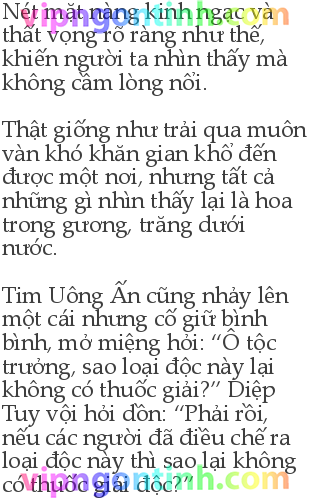 Nét mặt nàng kinh ngạc và
thất vọng rõ ràng như thế,
khiến người ta nhìn thấy mà
không cầm lòng nổi.
Thật giống như trải qua muôn
vàn khó khăn gian khổ đến
được một nơi, nhưng tất cả
những gì nhìn thấy lại là hoa
trong gương, trăng dưới
nước.
Tim Uông Ấn cũng nhảy lên
một cái nhưng cố giữ bình
bình, mở miệng hỏi: “Ô tộc
trưởng, sao loại độc này lại
không có thuốc giải?” Diệp
Tuy vội hỏi dồn: “Phải rồi,
nếu các người đã điều chế ra
loại độc này thì sao lại không
có thuốc giải độc?”
vipngontinh.com
vipngontinh.com